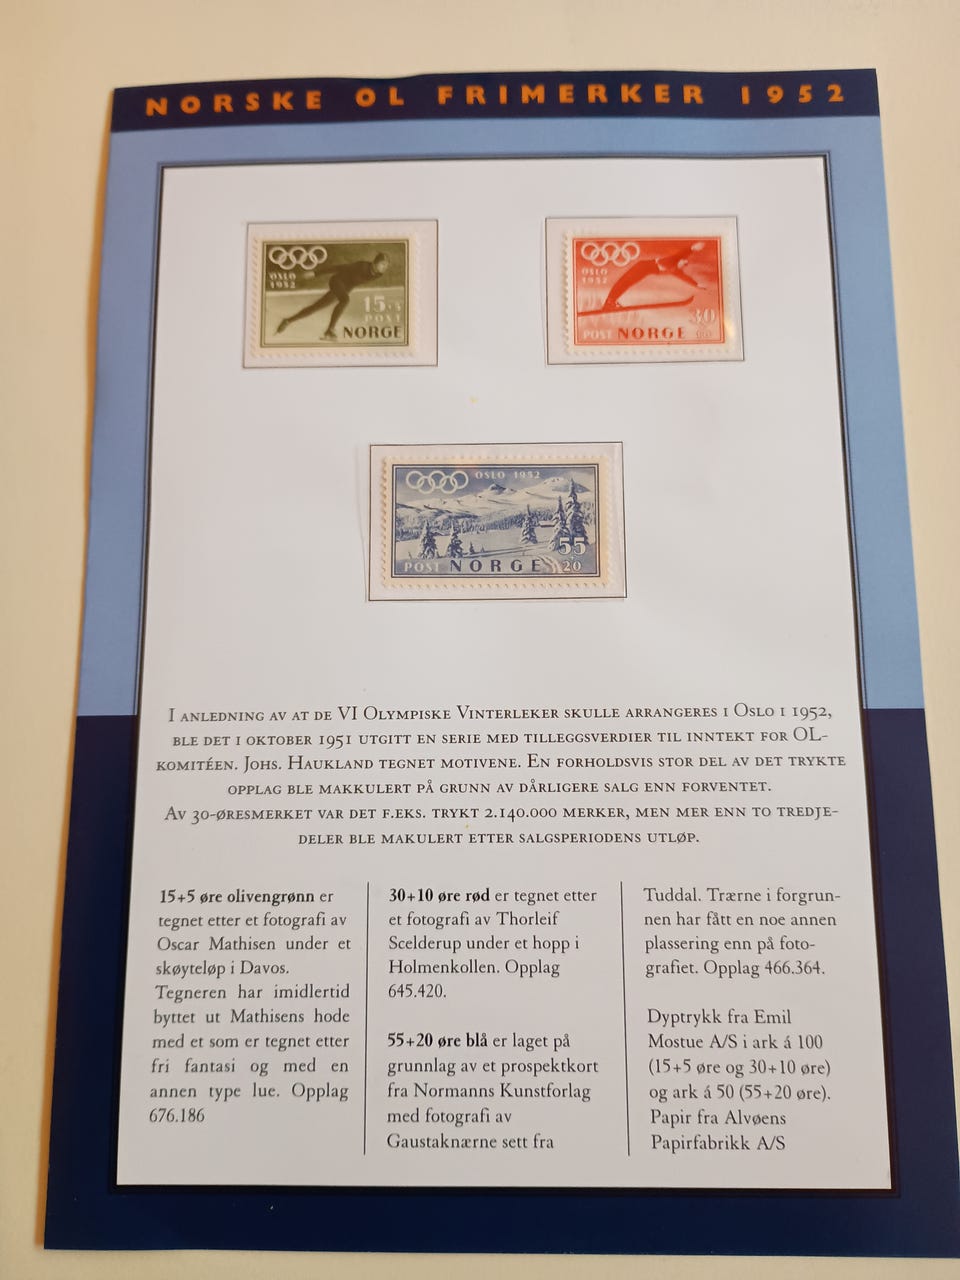 NORSKE OL FRIMERKER 1952
OSLO
1952
15+5
POST
NORGE
OSLO
1952
30
POST NORGE
OSLO 1952
55
POST NORGE 20
I ANLEDNING AV AT DE VI OLYMPISKE VINTERLEKER SKULLE ARRANGERES I OSLO I 1952,
BLE DET I OKTOBER 1951 UTGITT EN SERIE MED TILLEGGSVERDIER TIL INNTEKT FOR OL-
KOMITÉEN. JOHS. HAUKLAND TEGNET MOTIVENE. EN FORHOLDSVIS STOR DEL AV DET TRYKTE
OPPLAG BLE MAKKULERT PÅ GRUNN AV DÅRLIGERE SALG ENN FORVENTET.
AV 30-ØRESMERKET VAR DET F.EKS. TRYKT 2.140.000 MERKER, MEN MER ENN TO TREDJE-
DELER BLE MAKULERT ETTER SALGSPERIODENS UTLØP.
15+5 øre olivengrønn er
tegnet etter et fotografi av
Oscar Mathisen under et
skøyteløp i Davos.
Tegneren har imidlertid
byttet ut Mathisens hode
med et som er tegnet etter
fri fantasi og med en
annen type lue. Opplag
676.186
30+10 øre rød er tegnet etter
et fotografi av Thorleif
Scelderup under et hopp i
Holmenkollen. Opplag
645.420.
55+20 øre blå er laget på
grunnlag av et prospektkort
fra Normanns Kunstforlag
med fotografi av
Gaustaknærne sett fra
Tuddal. Trærne i forgrun-
nen har fått en noe annen
plassering enn på foto-
grafiet. Opplag 466.364.
Dyptrykk fra Emil
Mostue A/S i ark á 100
(15+5 øre og 30+10 øre)
og ark á 50 (55+20 øre).
Papir fra Alvøens
Papirfabrikk A/S